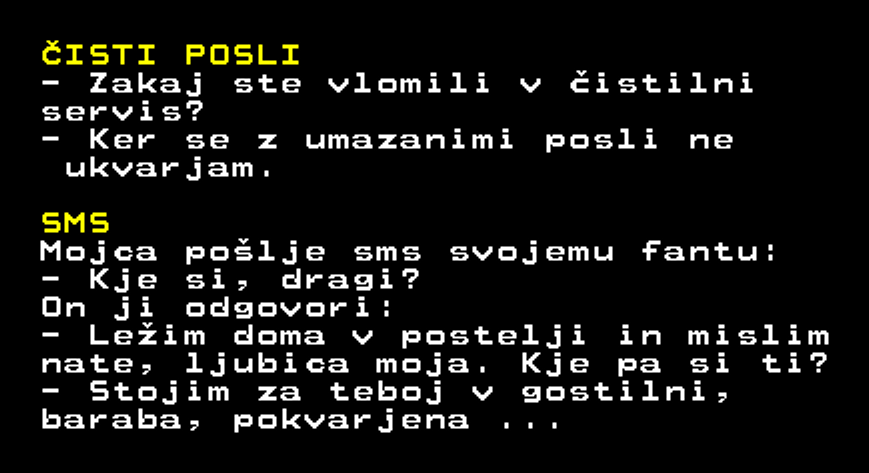 ČISTI POSLI
- Zakaj ste vlomili v čistilni
servis?
- Ker se z umazanimi posli ne
ukvarjam.
SMS
Mojca pošlje sms svojemu fantu:
- Kje si, dragi?
On ji odgovori:
- Ležim doma v postelji in mislim
nate, ljubica moja. Kje pa si ti?
- Stojim za teboj v gostilni,
baraba, pokvarjena ...